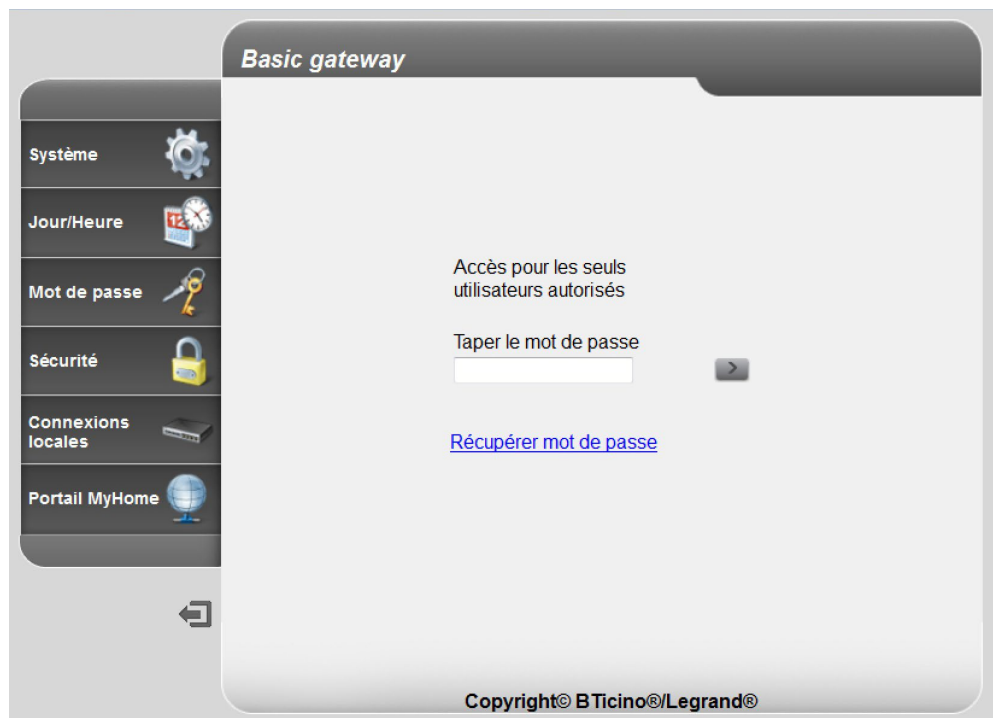 Basic gateway
Système
Jour/Heure
12
Mot de passe
Sécurité
Connexions
locales
Portail MyHome
Accès pour les seuls
utilisateurs autorisés
Taper le mot de passe
Récupérer mot de passe
Copyright© BTicino®/Legrand®